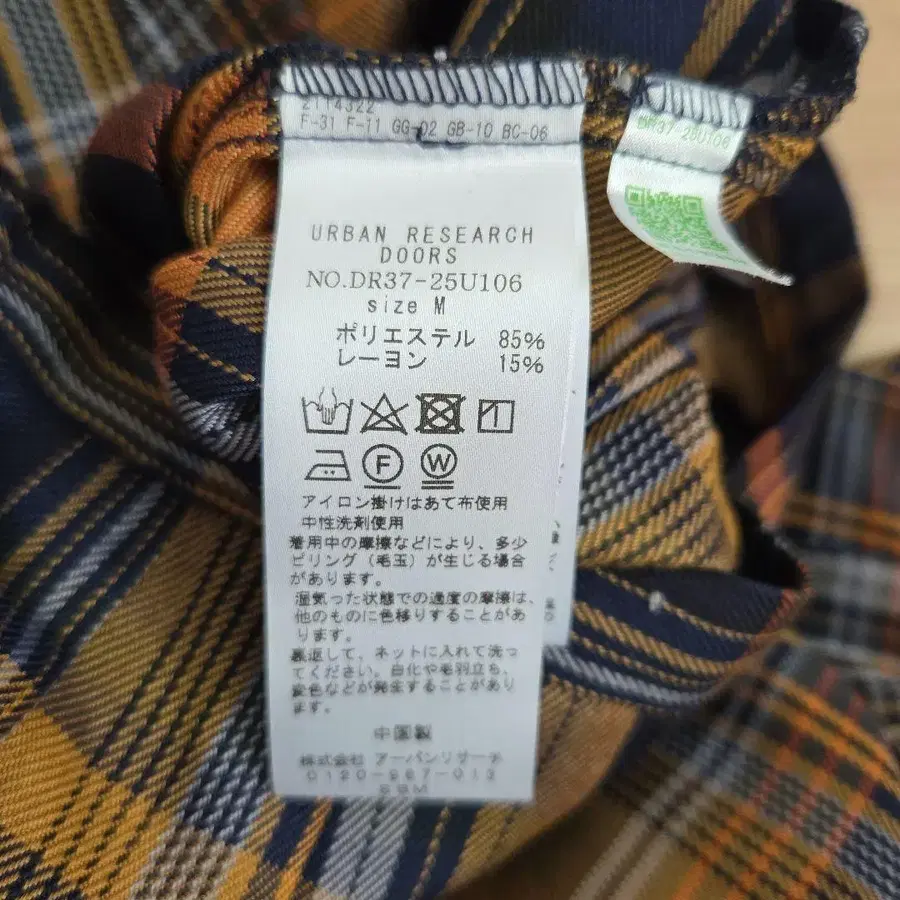 2114322
F-31 F-11 GG-02 GB-10 BC-06
URBAN RESEARCH
DOORS
NO.DR37-25U106
size M
ポリエステル 85%
レーヨン 15%
F
W
アイロン掛けはあて布使用
中性洗剤使用
着用中の摩擦などにより、多少
ピリング(毛玉)が生じる場合
があります。
湿気った状態での過度の摩擦は、
他のものに色移りすることがあ
ります。
裏返して、ネットに入れて洗っ
てください。白化や毛羽立ち、
変色などが発生することがあり
ます。
中国製
株式会社 アーバンリサーチ
0120-987-013
DR37 25U106